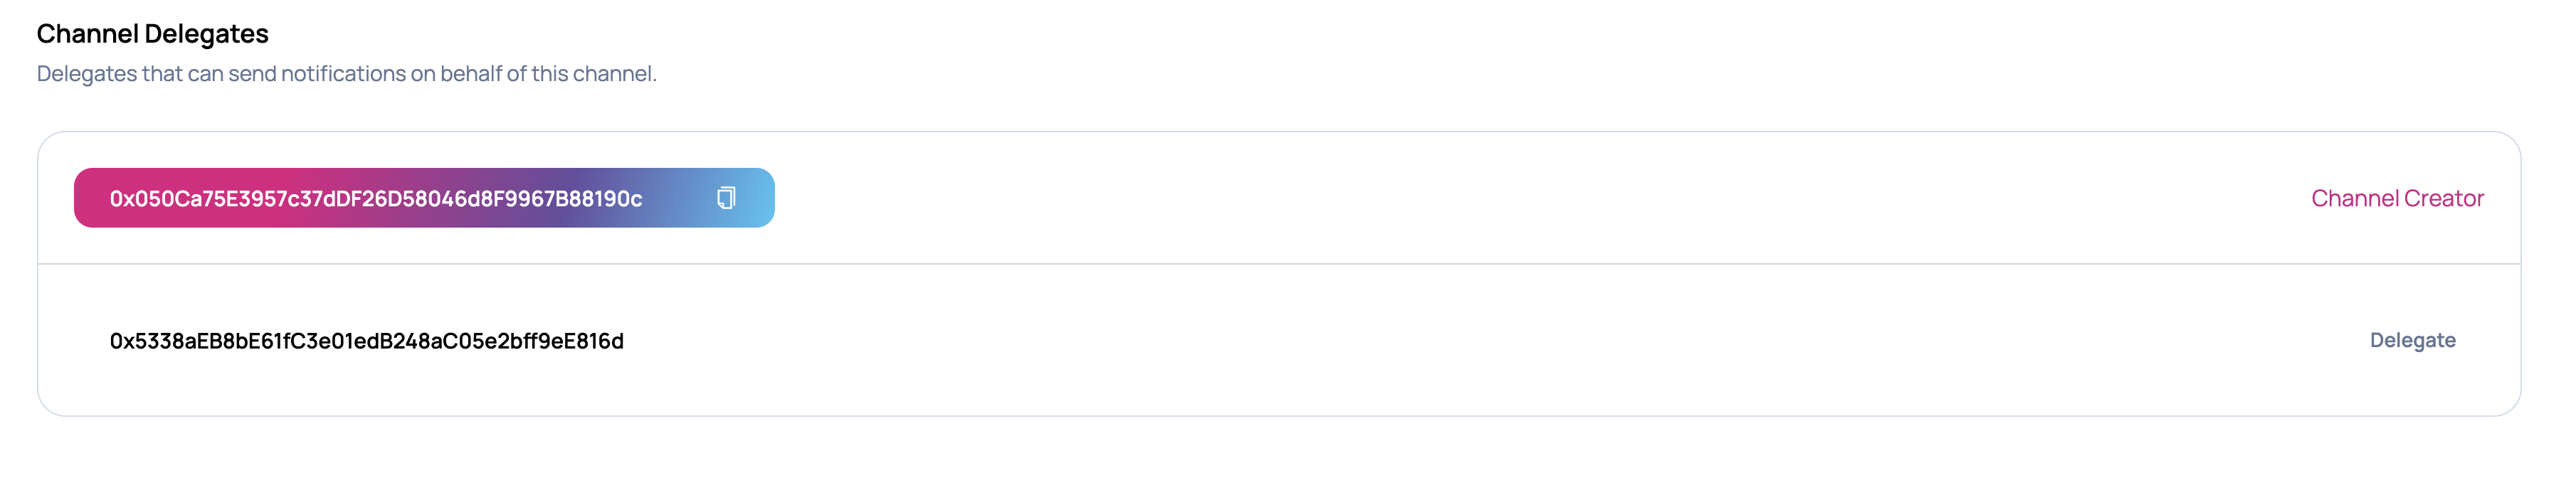 Channel Delegates
Delegates that can send notifications on behalf of this channel.
0x050Ca75E3957c37dDF26D58046d8F9967B88190c
Channel Creator
0x5338aEB8bE61fC3e01edB248aC05e2bff9eE816d
Delegate